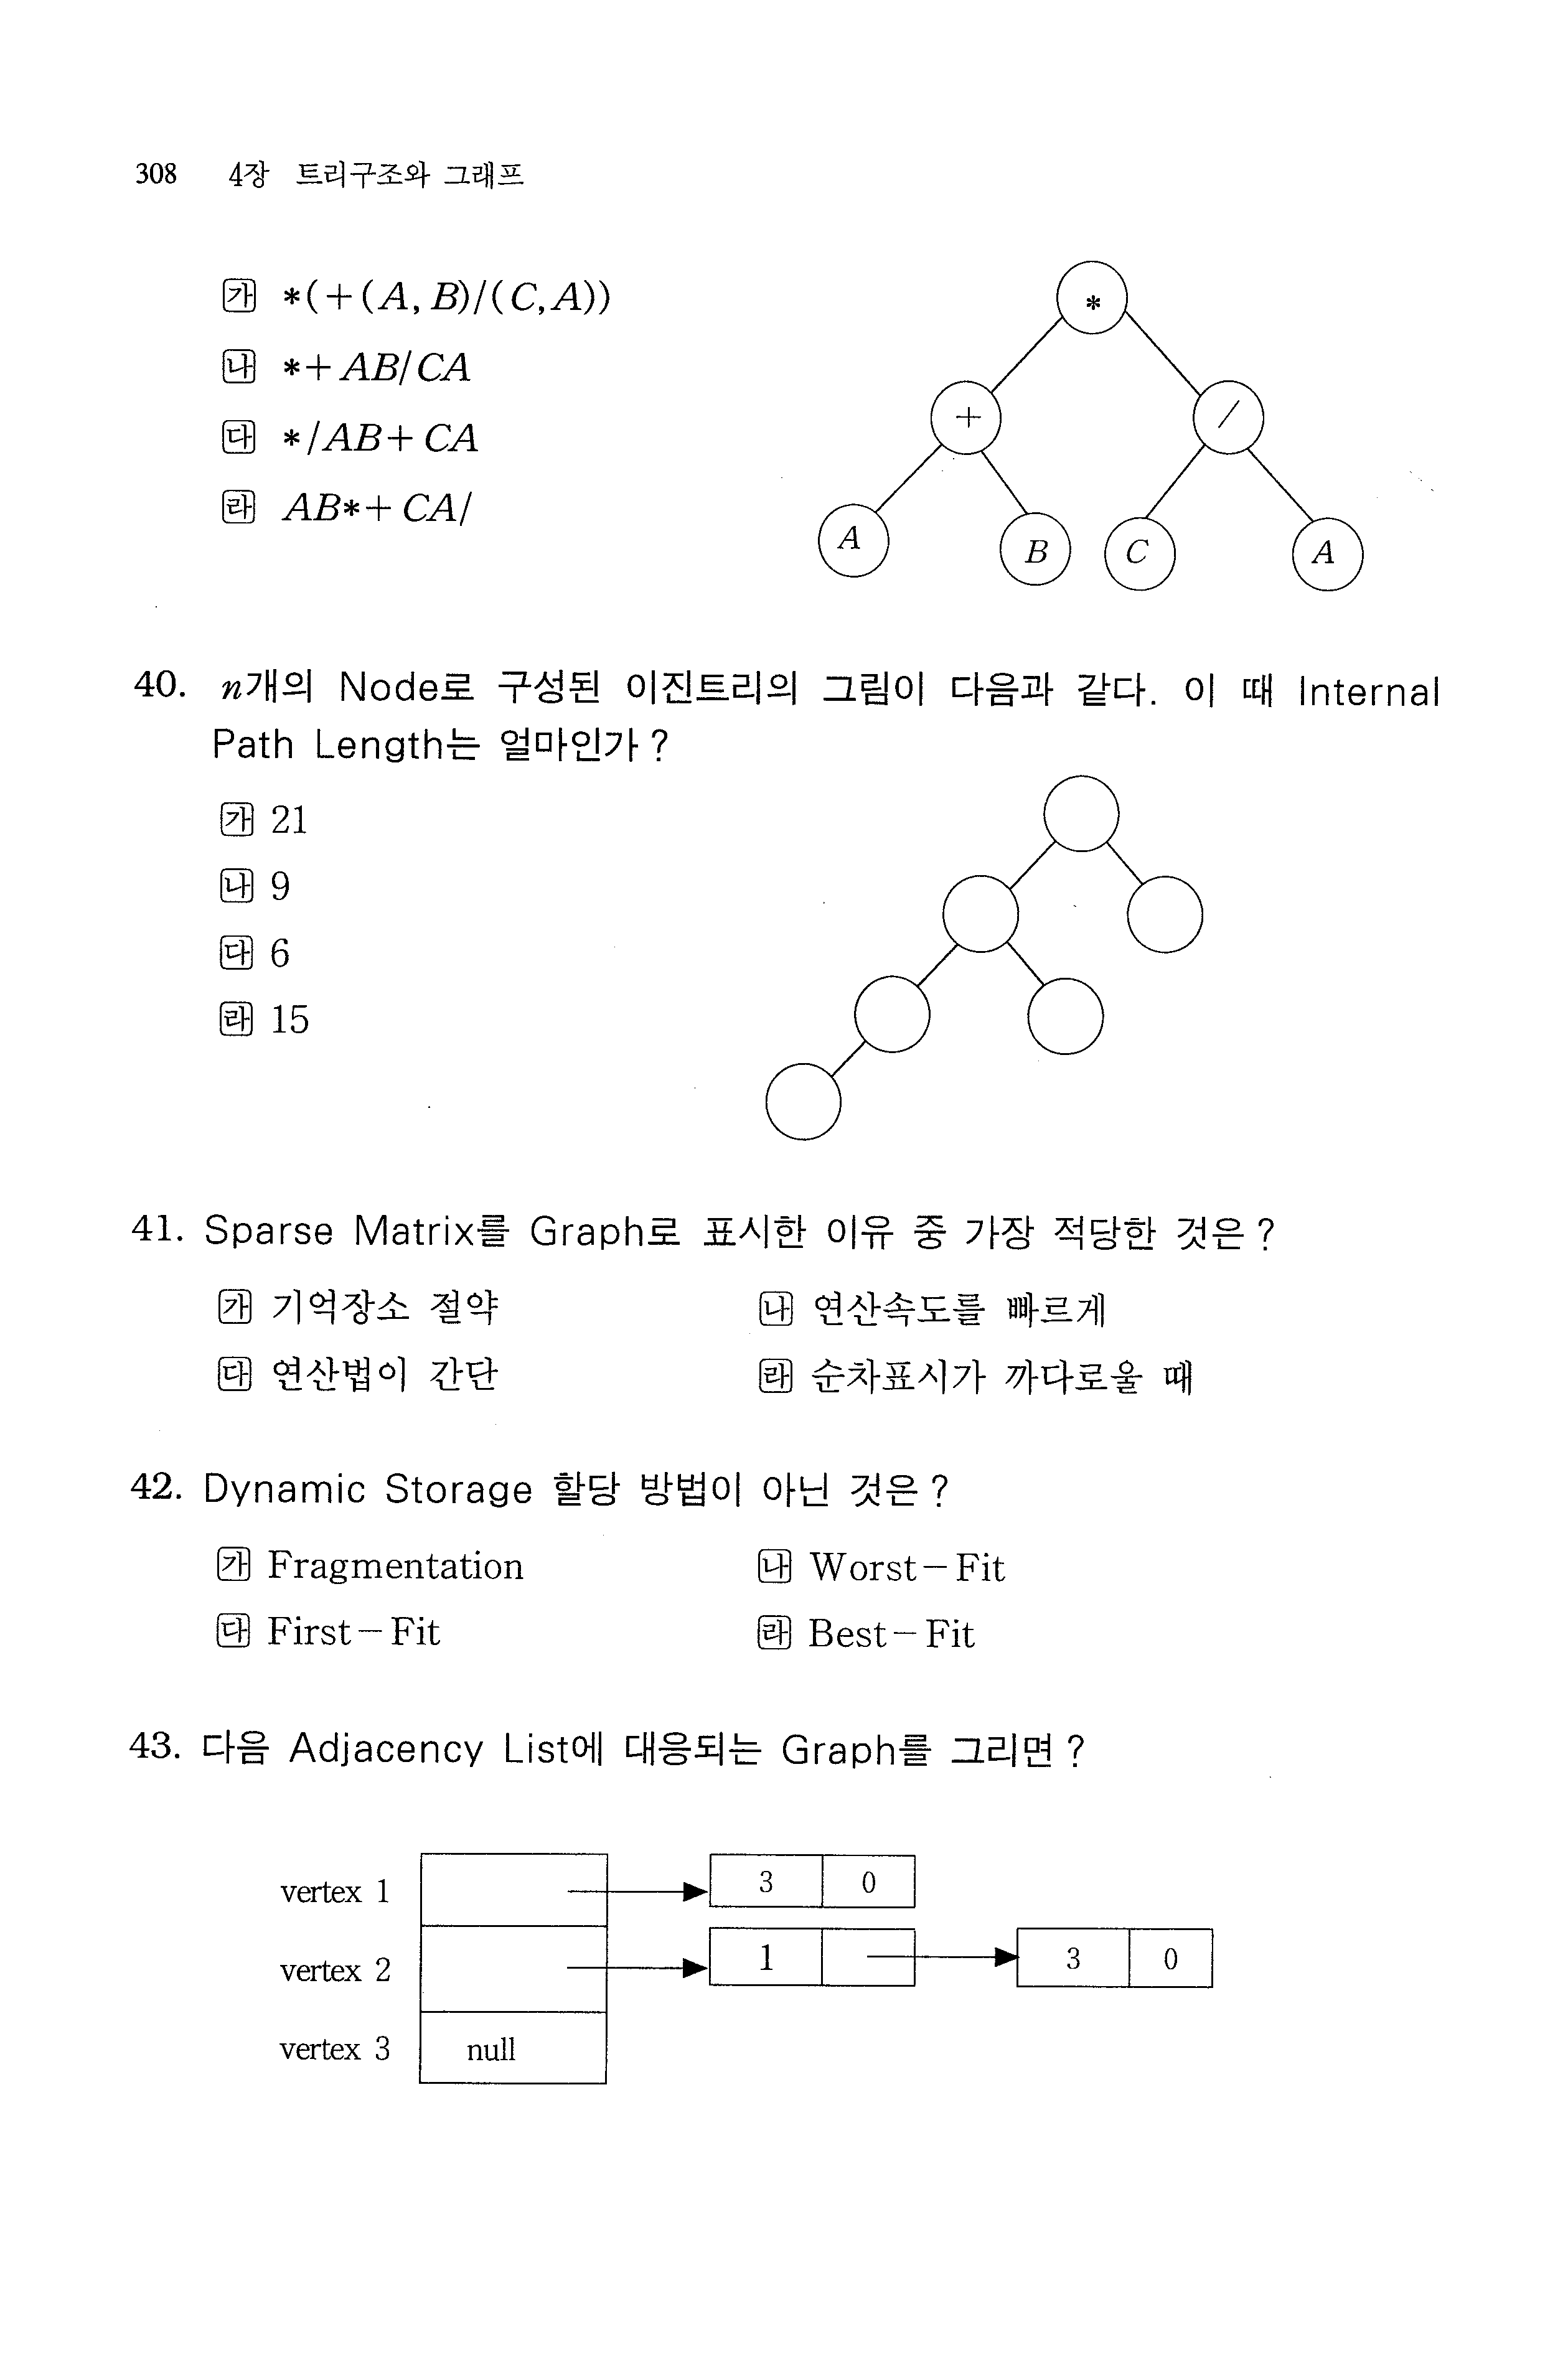 308 4장 트리구조와 그래프
㉮ *(+(A, B)/(C,A))
㉯ *+AB/CA
㉰ */AB+CA
㉱ AB*+CA/
*
+ /
A B C A
40. n개의 Node로 구성된 이진트리의 그림이 다음과 같다. 이 때 Internal
Path Length는 얼마인가?
㉮ 21
㉯ 9
㉰ 6
㉱ 15
41. Sparse Matrix를 Graph로 표시한 이유 중 가장 적당한 것은?
㉮ 기억장소 절약 ㉯ 연산속도를 빠르게
㉰ 연산법이 간단 ㉱ 순차표시가 까다로울 때
42. Dynamic Storage 할당 방법이 아닌 것은?
㉮ Fragmentation ㉯ Worst-Fit
㉰ First-Fit ㉱ Best-Fit
43. 다음 Adjacency List에 대응되는 Graph를 그리면?
vertex 1 3 0
vertex 2 1 3 0
vertex 3 null